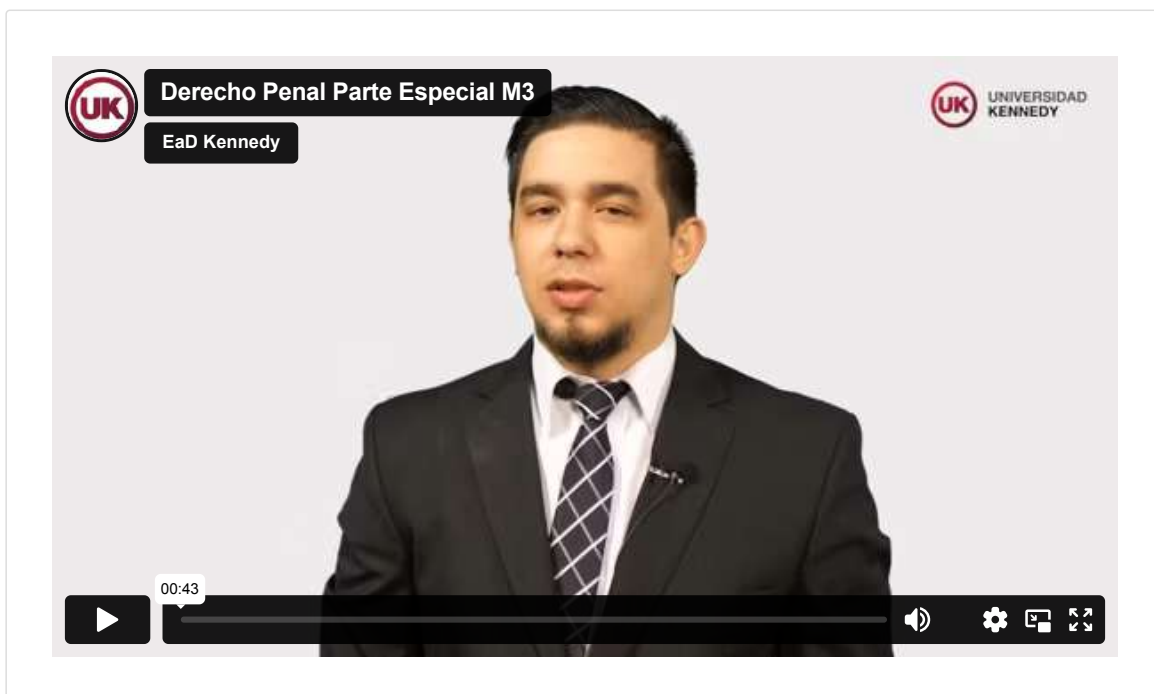 UK
Derecho Penal Parte Especial M3
EaD Kennedy
UK
UNIVERSIDAD
KENNEDY
00:43